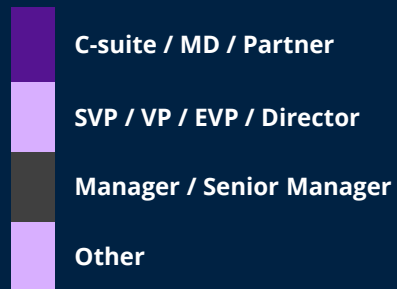 C-suite / MD / Partner
SVP / VP / EVP / Director
Manager / Senior Manager
Other